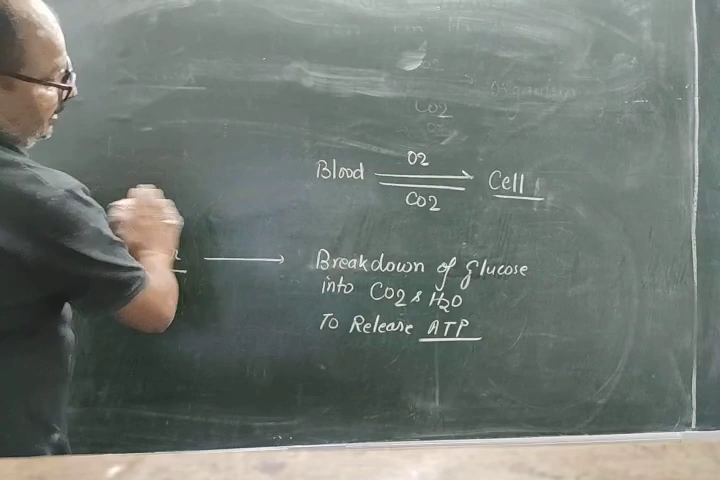 CO2
O2
Blood CO2 Cell
Breakdown of glucose
into CO2 & H2O
To Release ATP